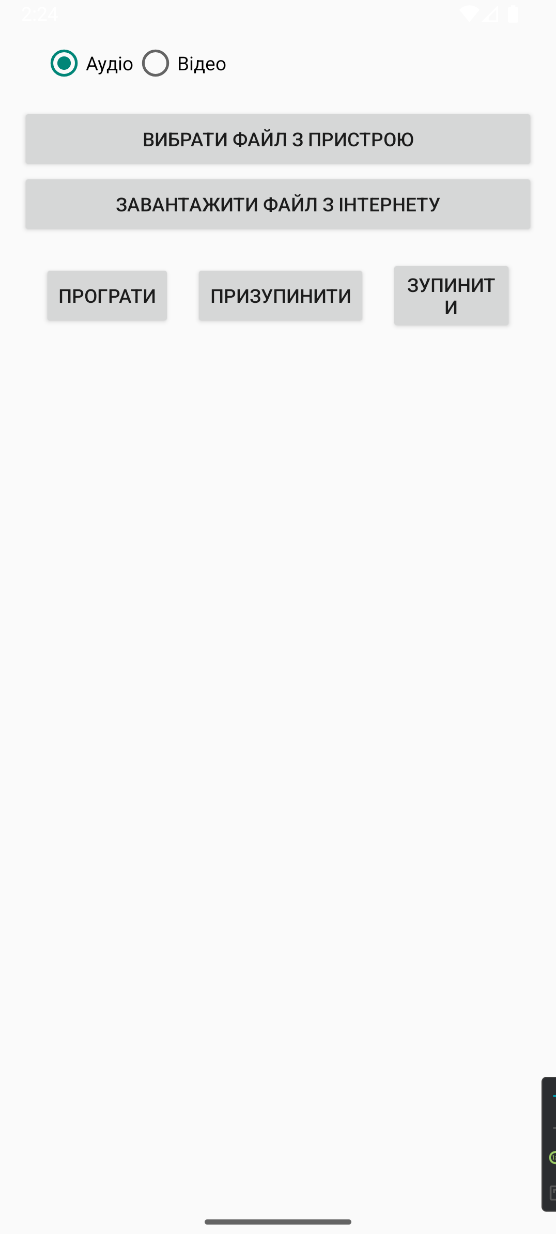 2:24
Аудіо Відео
ВИБРАТИ ФАЙЛ З ПРИСТРОЮ
ЗАВАНТАЖИТИ ФАЙЛ З ІНТЕРНЕТУ
ПРОГРАТИ ПРИЗУПИНИТИ ЗУПИНИТ
И